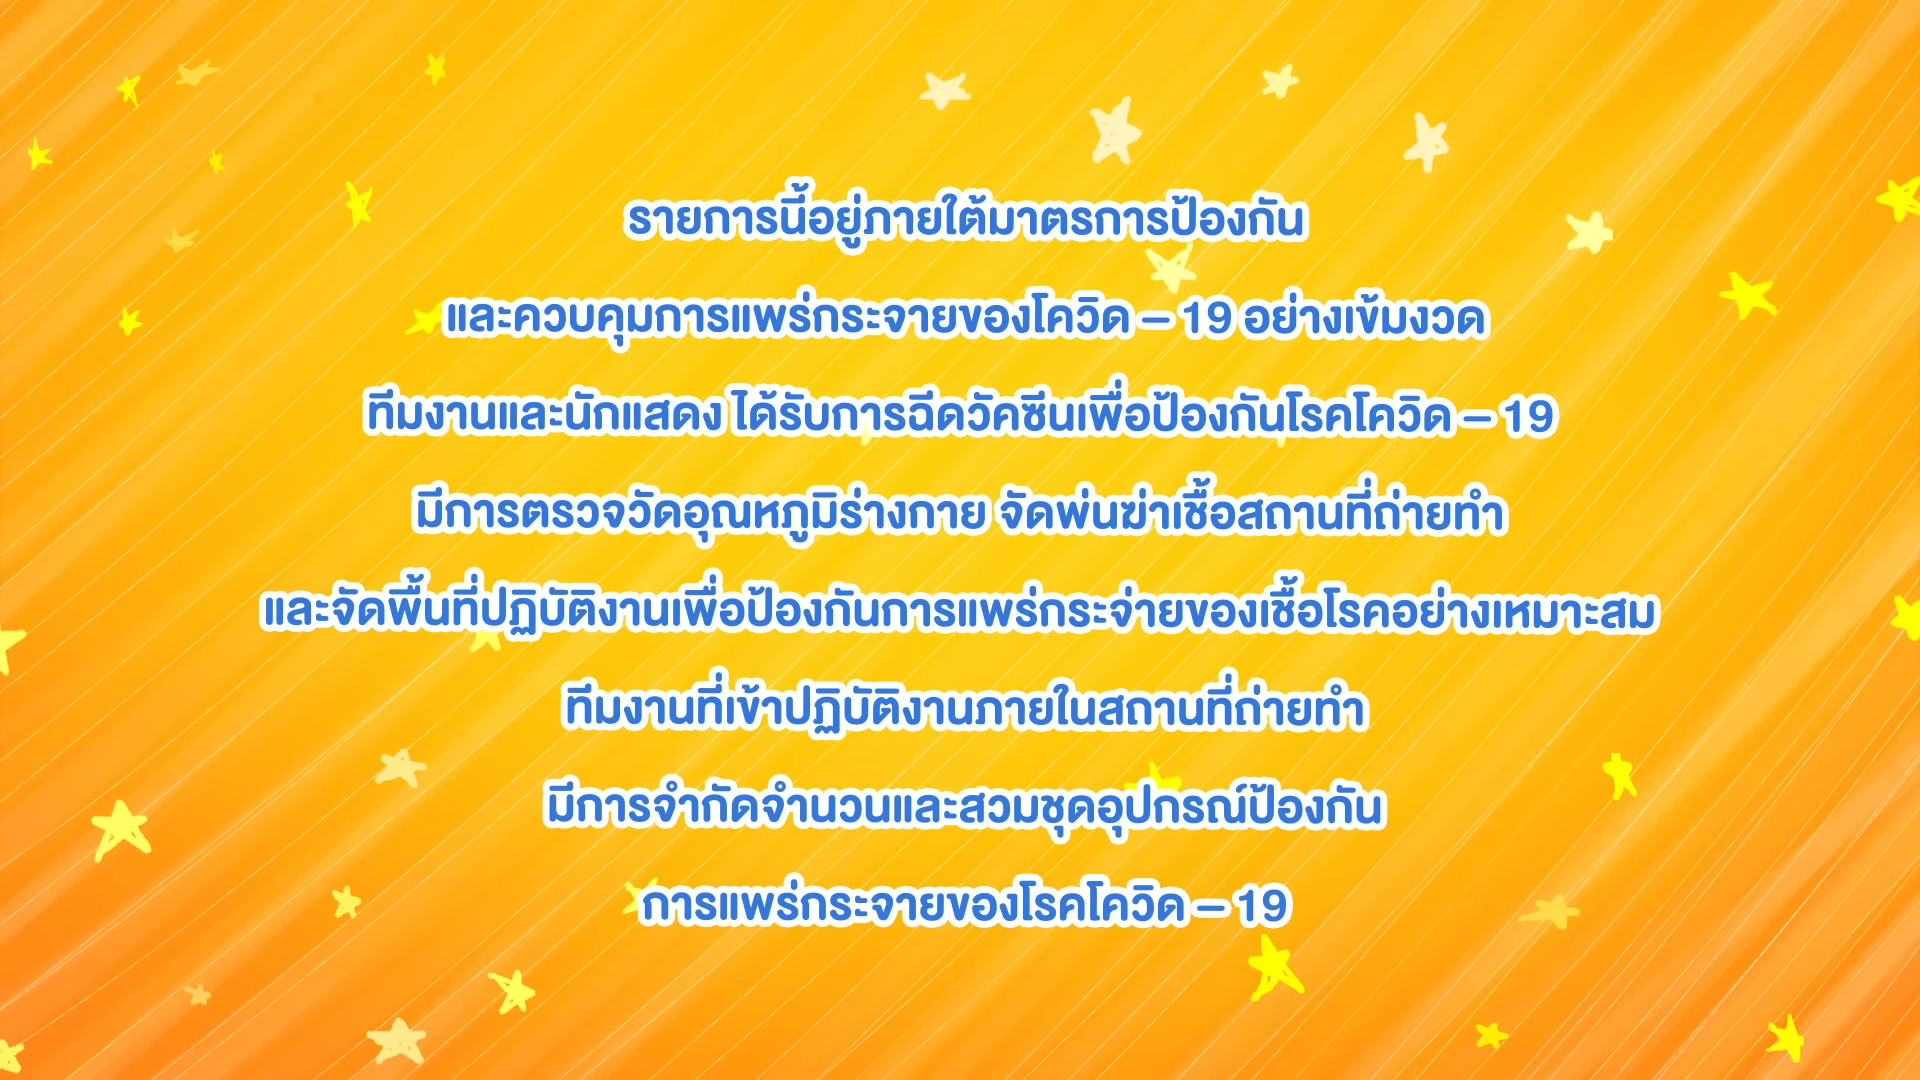 รายการนี้อยู่ภายใต้มาตรการป้องกัน
และควบคุมการแพร่กระจายของโควิด – 19 อย่างเข้มงวด
ทีมงานและนักแสดง ได้รับการฉีดวัคซีนเพื่อป้องกันโรคโควิด – 19
มีการตรวจวัดอุณหภูมิร่างกาย จัดพ่นฆ่าเชื้อสถานที่ถ่ายทำ
และจัดพื้นที่ปฏิบัติงานเพื่อป้องกันการแพร่กระจ่ายของเชื้อโรคอย่างเหมาะสม
ทีมงานที่เข้าปฏิบัติงานภายในสถานที่ถ่ายทำ
มีการจำกัดจำนวนและสวมชุดอุปกรณ์ป้องกัน
การแพร่กระจายของโรคโควิด – 19